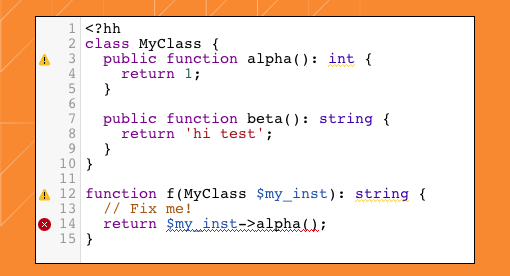 1 <?hh
2 class MyClass {
3   public function alpha(): int {
4     return 1;
5   }
6
7   public function beta(): string {
8     return 'hi test';
9   }
10 }
11
12 function f(MyClass $my_inst): string {
13   // Fix me!
14   return $my_inst->alpha();
15 }